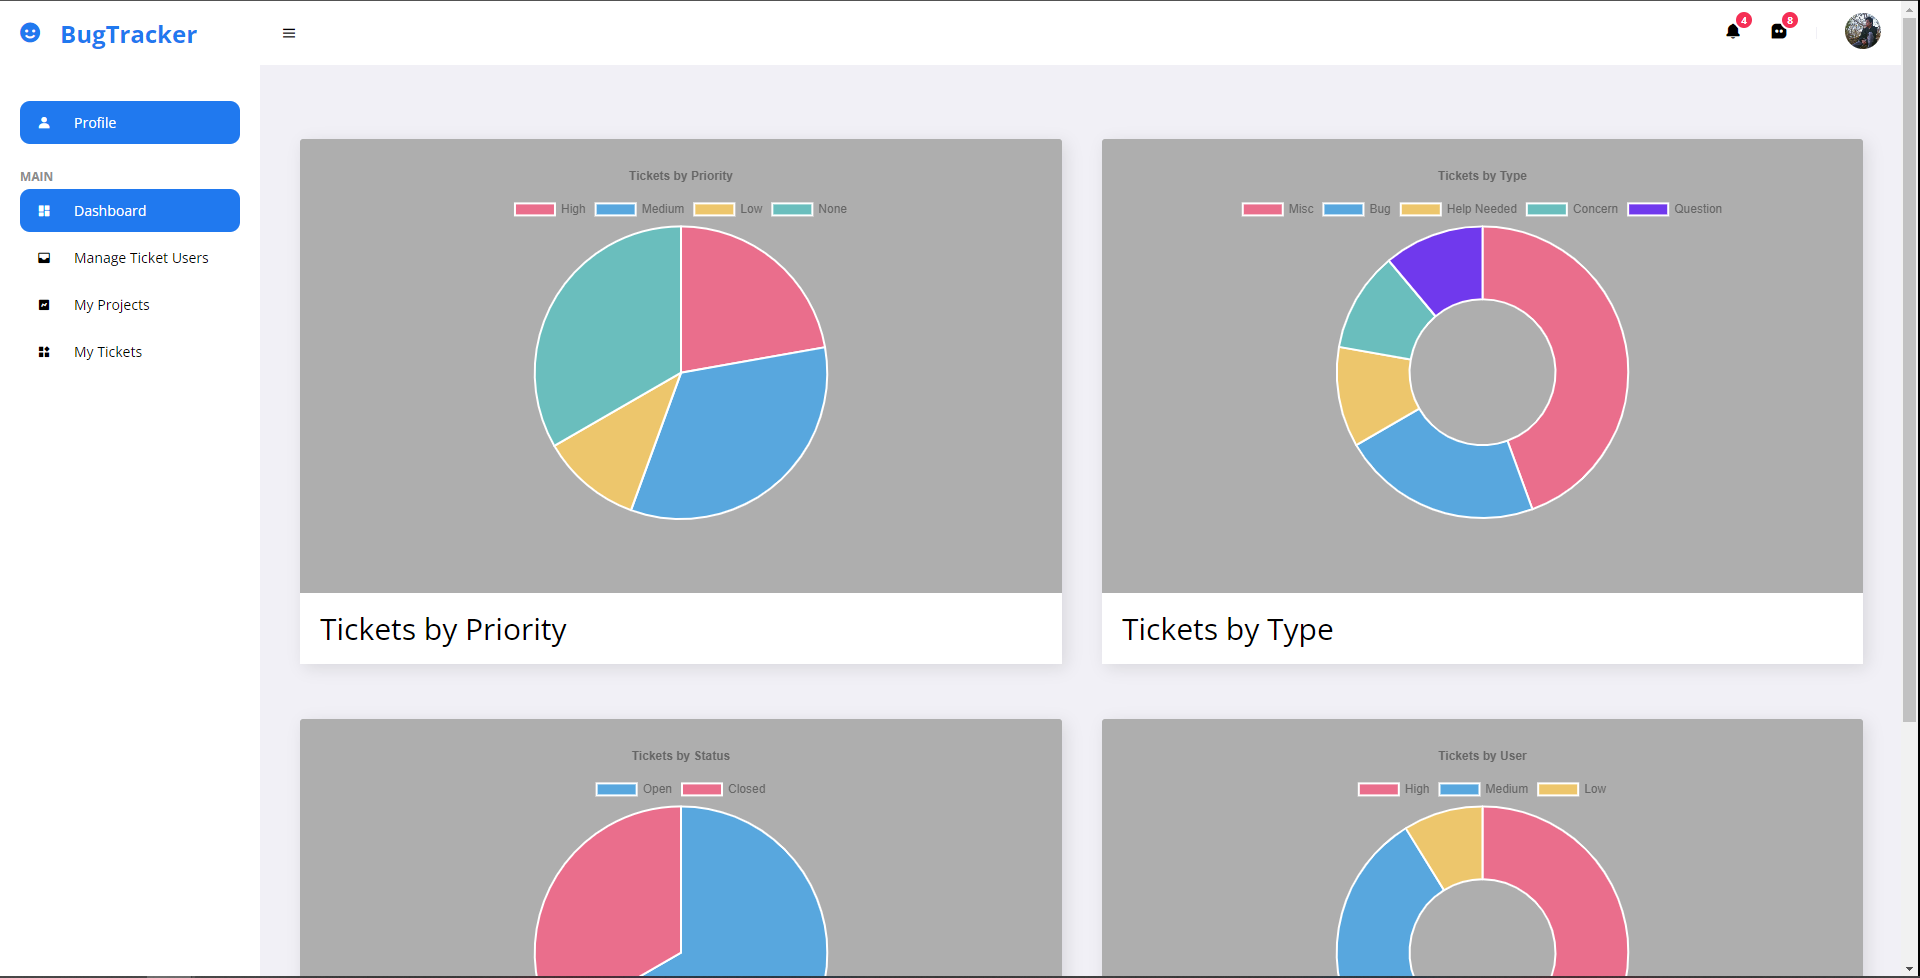 BugTracker
4
8
Profile
MAIN
Dashboard
Manage Ticket Users
My Projects
My Tickets
Tickets by Priority
High Medium Low None
Tickets by Priority
Tickets by Type
Misc Bug Help Needed Concern Question
Tickets by Type
Tickets by Status
Open Closed
Tickets by User
High Medium Low